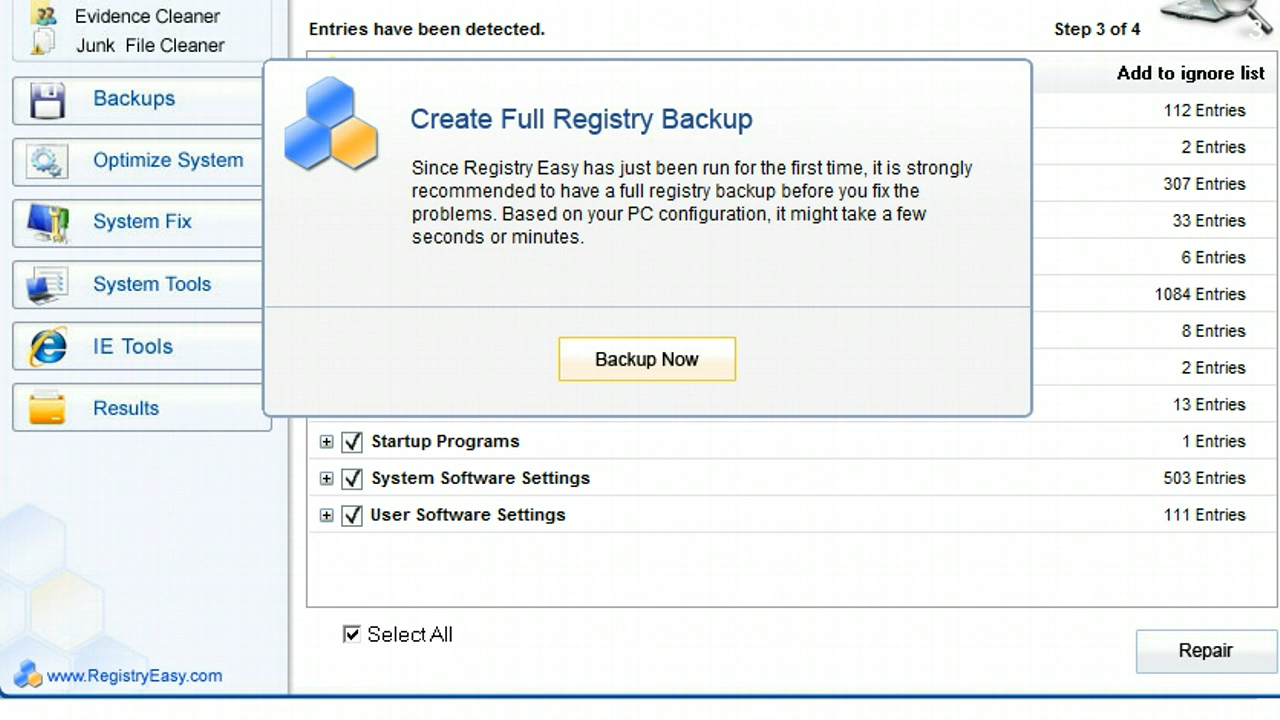 Evidence Cleaner
Junk File Cleaner
Backups
Optimize System
System Fix
System Tools
IE Tools
Results
www.RegistryEasy.com
Entries have been detected.
Step 3 of 4
Add to ignore list
112 Entries
2 Entries
307 Entries
33 Entries
6 Entries
1084 Entries
8 Entries
2 Entries
13 Entries
Create Full Registry Backup
Since Registry Easy has just been run for the first time, it is strongly
recommended to have a full registry backup before you fix the
problems. Based on your PC configuration, it might take a few
seconds or minutes.
Backup Now
Startup Programs 1 Entries
System Software Settings 503 Entries
User Software Settings 111 Entries
Select All
Repair